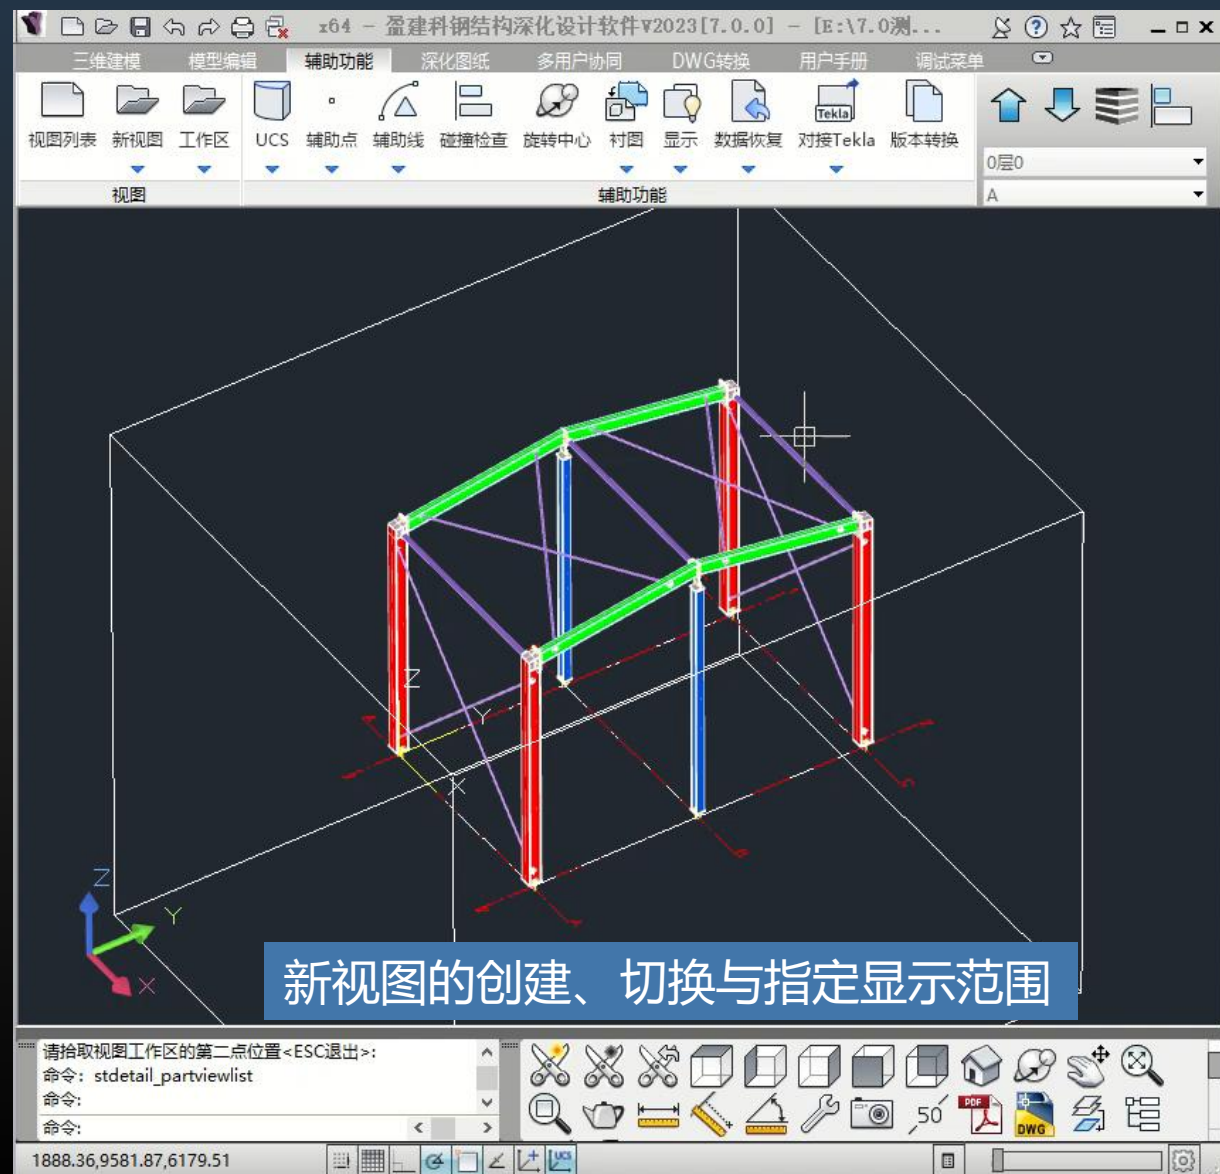 x64 - 盈建科钢结构深化设计软件V2023[7.0.0] - [E:\7.0测...
三维建模 模型编辑 辅助功能 深化图纸 多用户协同 DWG转换 用户手册 调试菜单
Tekla
视图列表 新视图 工作区 UCS 辅助点 辅助线 碰撞检查 旋转中心 衬图 显示 数据恢复 对接Tekla 版本转换
0层0
视图 辅助功能
A
Z
Y
X
Z
Y
X
新视图的创建、切换与指定显示范围
请拾取视图工作区的第二点位置<ESC退出>:
命令: stdetail_partviewlist
命令:
命令:
50
PDF
DWG
1888.36,9581.87,6179.51
UCS